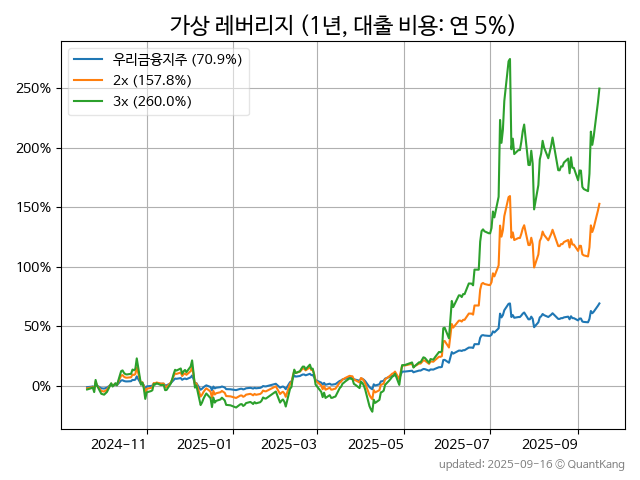 가상 레버리지 (1년, 대출 비용: 연 5%)
우리금융지주 (70.9%)
2x (157.8%)
3x (260.0%)
250%
200%
150%
100%
50%
0%
2024-11 2025-01 2025-03 2025-05 2025-07 2025-09
updated: 2025-09-16 © QuantKang